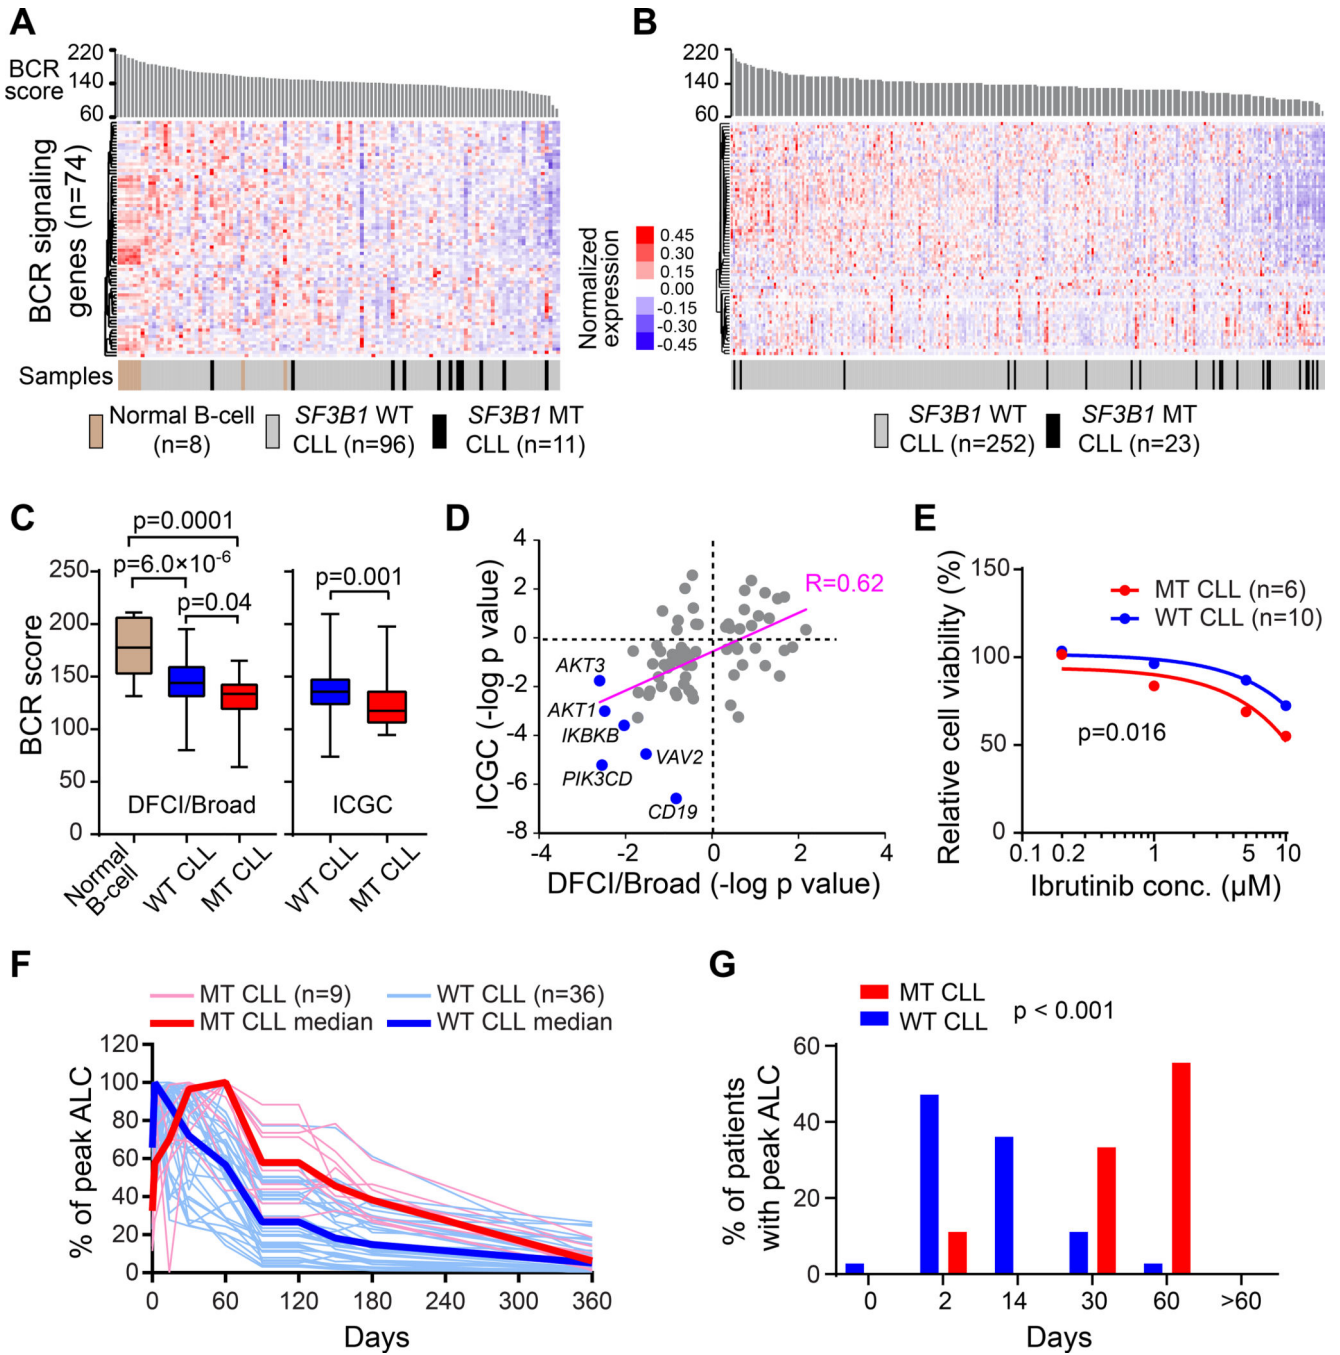 A
BCR
score
220
140
60
BCR signaling
genes (n=74)
Samples
Normal B-cell
(n=8)
SF3B1 WT
CLL (n=96)
SF3B1 MT
CLL (n=11)
Normalized
expression
0.45
0.30
0.15
0.00
-0.15
-0.30
-0.45
B
220
140
60
SF3B1 WT
CLL (n=252)
SF3B1 MT
CLL (n=23)
C
p=0.0001
p=6.0×10⁻⁶
p=0.04
p=0.001
BCR score
250
200
150
100
50
0
DFCI/Broad
ICGC
Normal
B-cell
WT CLL
MT CLL
WT CLL
MT CLL
D
ICGC (-log p value)
4
2
0
-2
-4
-6
-8
R=0.62
AKT3
AKT1
IKBKB
VAV2
PIK3CD
CD19
-4
-2
0
2
4
DFCI/Broad (-log p value)
E
Relative cell viability (%)
150
100
50
0
MT CLL (n=6)
WT CLL (n=10)
p=0.016
0.1
0.2
1
5
10
Ibrutinib conc. (µM)
F
MT CLL (n=9)
WT CLL (n=36)
MT CLL median
WT CLL median
% of peak ALC
120
100
80
60
40
20
0
0
60
120
180
240
300
360
Days
G
MT CLL
WT CLL
p < 0.001
% of patients
with peak ALC
60
40
20
0
0
2
14
30
60
>60
Days